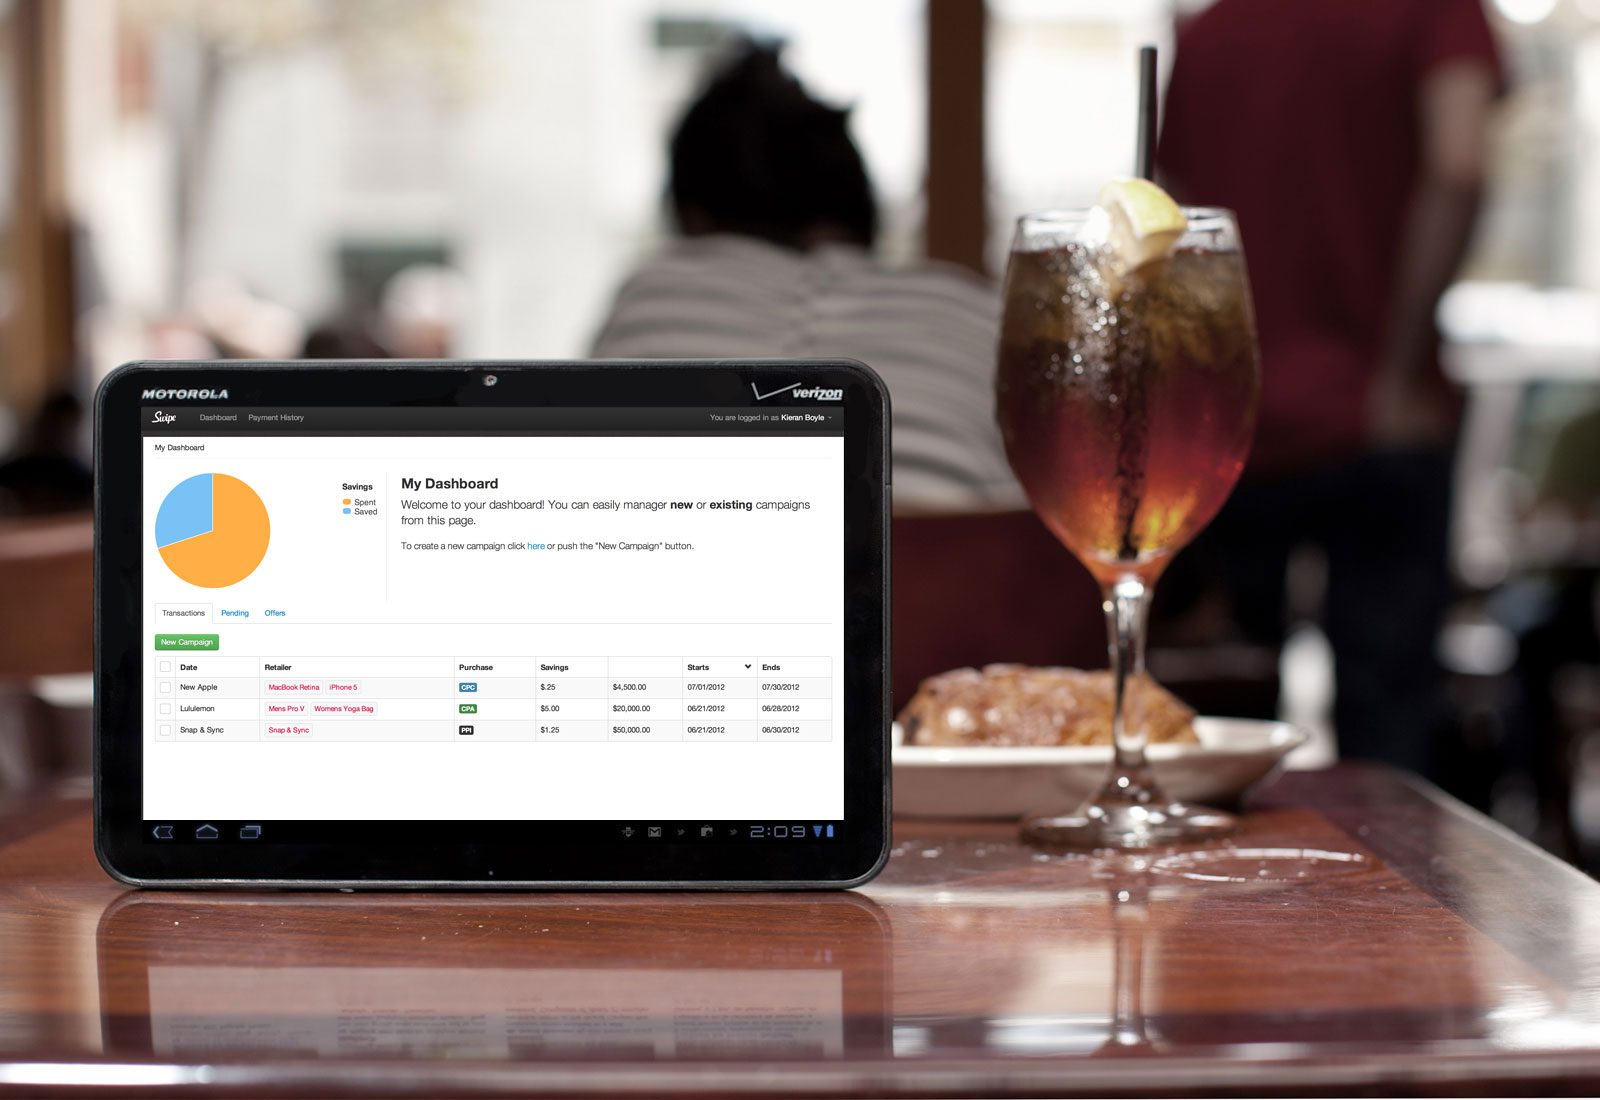 MOTOROLA
verizon
Swipe Dashboard Payment History You are logged in as Kieran Boyle
My Dashboard
Savings
Spent
Saved
My Dashboard
Welcome to your dashboard! You can easily manager new or existing campaigns
from this page.
To create a new campaign click here or push the "New Campaign" button.
Transactions Pending Offers
New Campaign
Date Retailer Purchase Savings Starts Ends
New Apple MacBook Retina iPhone 5 CPC $.25 $4,500.00 07/01/2012 07/30/2012
Lululemon Mens Pro V Womens Yoga Bag CPA $5.00 $20,000.00 06/21/2012 06/28/2012
Snap & Sync Snap & Sync PPI $1.25 $50,000.00 06/21/2012 06/30/2012
2:09